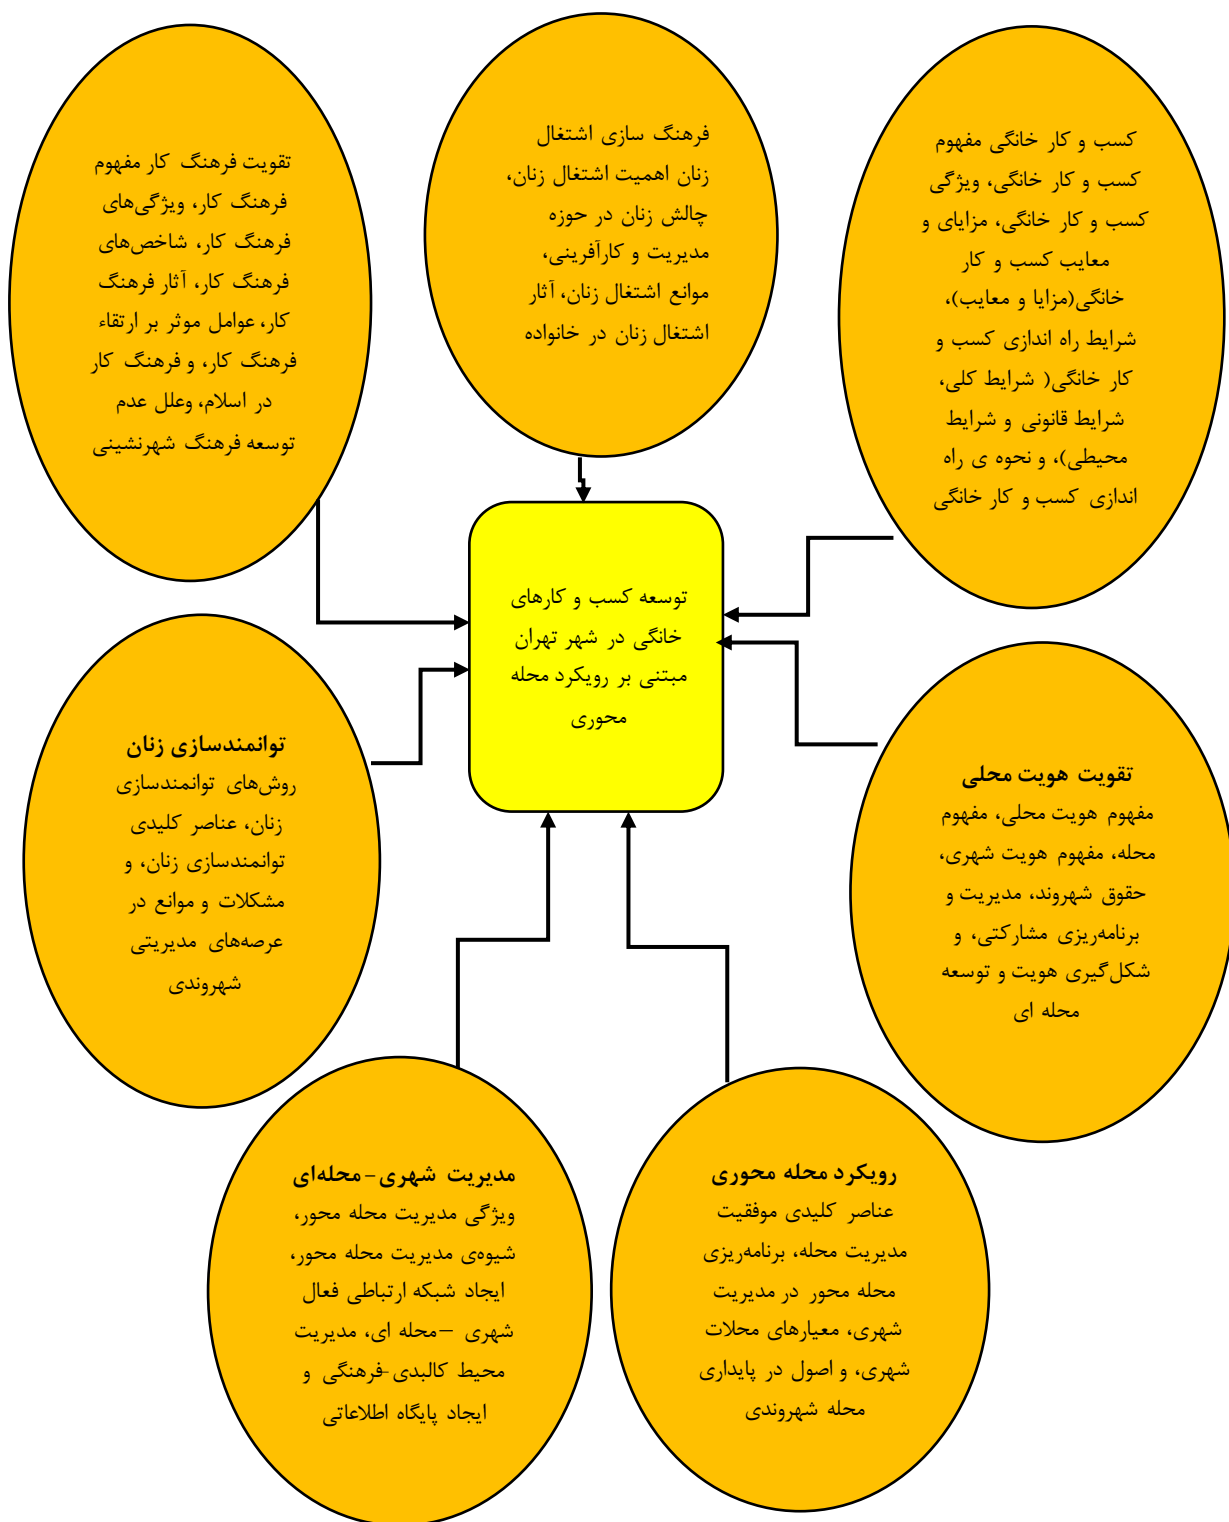 کسب و کار خانگی مفهوم
کسب و کار خانگی، ویژگی
کسب و کار خانگی، مزایای و
معایب کسب و کار
خانگی(مزایا و معایب)،
شرایط راه اندازی کسب و
کار خانگی( شرایط کلی،
شرایط قانونی و شرایط
محیطی)، و نحوه ی راه
اندازی کسب و کار خانگی
فرهنگ سازی اشتغال
زنان اهمیت اشتغال زنان،
چالش زنان در حوزه
مدیریت و کارآفرینی،
موانع اشتغال زنان، آثار
اشتغال زنان در خانواده
تقویت فرهنگ کار مفهوم
فرهنگ کار، ویژگی‌های
فرهنگ کار، شاخص‌های
فرهنگ کار، آثار فرهنگ
کار، عوامل موثر بر ارتقاء
فرهنگ کار، و فرهنگ کار
در اسلام، وعلل عدم
توسعه فرهنگ شهرنشینی
توسعه کسب و کارهای
خانگی در شهر تهران
مبتنی بر رویکرد محله
محوری
تقویت هویت محلی
مفهوم هویت محلی، مفهوم
محله، مفهوم هویت شهری،
حقوق شهروند، مدیریت و
برنامه‌ریزی مشارکتی، و
شکل‌گیری هویت و توسعه
محله ای
توانمندسازی زنان
روش‌های توانمندسازی
زنان، عناصر کلیدی
توانمندسازی زنان، و
مشکلات و موانع در
عرصه‌های مدیریتی
شهروندی
رویکرد محله محوری
عناصر کلیدی موفقیت
مدیریت محله، برنامه‌ریزی
محله محور در مدیریت
شهری، معیارهای محلات
شهری، و اصول در پایداری
محله شهروندی
مدیریت شهری-محله‌ای
ویژگی مدیریت محله محور،
شیوه‌ی مدیریت محله محور،
ایجاد شبکه ارتباطی فعال
شهری –محله ای، مدیریت
محیط کالبدی-فرهنگی و
ایجاد پایگاه اطلاعاتی